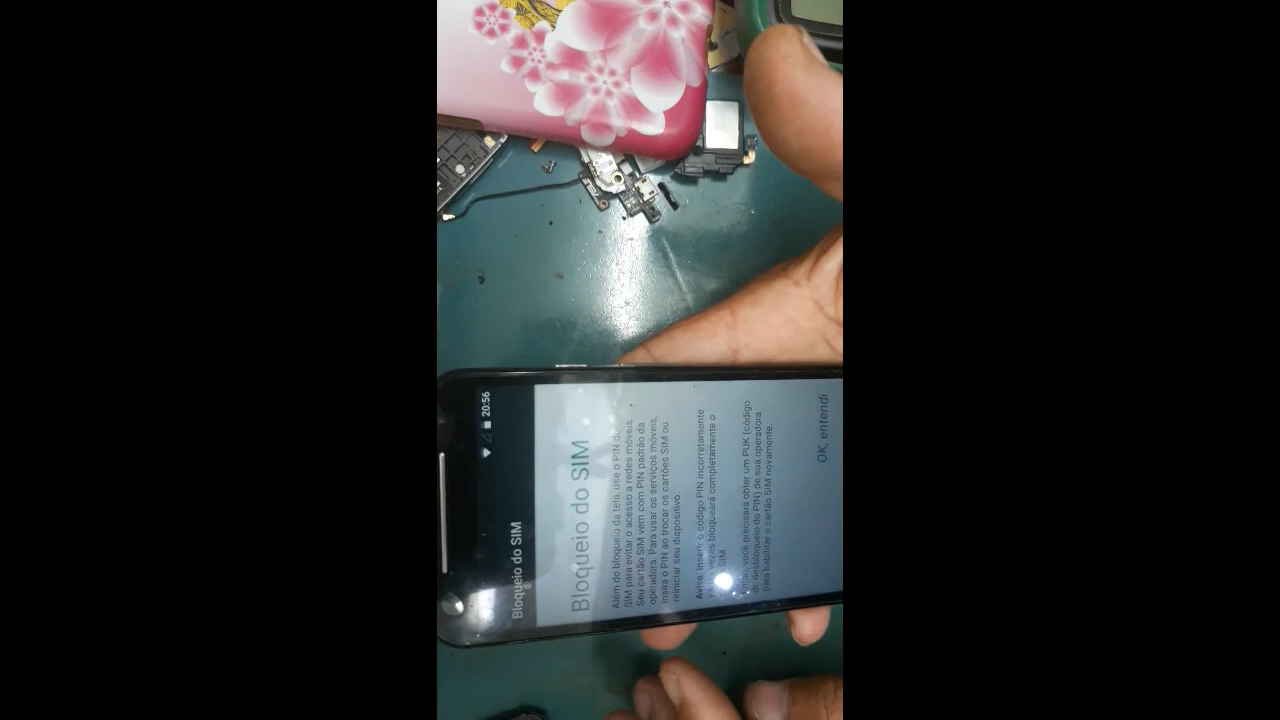 20:56
Bloqueio do SIM
Bloqueio do SIM
Além do bloqueio da tela, use o PIN do
SIM para evitar o acesso a redes móveis.
Seu cartão SIM vem com PIN padrão da
operadora. Para usar os serviços móveis,
insira o PIN ao trocar os cartões SIM ou
reiniciar seu dispositivo.
Aviso: Inserir o código PIN incorretamente
vezes bloqueará completamente o
SIM
você precisará obter um PUK (código
de desbloqueio do PIN) de sua operadora
para habilitar o cartão SIM novamente.
OK, entendi